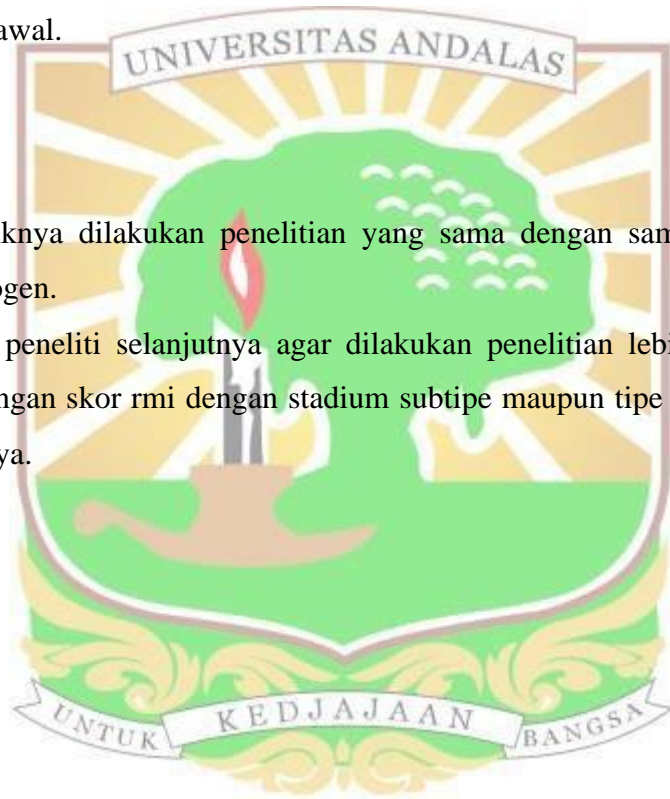 awal.
UNIVERSITAS ANDALAS
iknya dilakukan penelitian yang sama dengan sam
ogen.
peneliti selanjutnya agar dilakukan penelitian lebi
ngan skor rmi dengan stadium subtipe maupun tipe
ya.
UNTUK KEDJAJAAN BANGSA